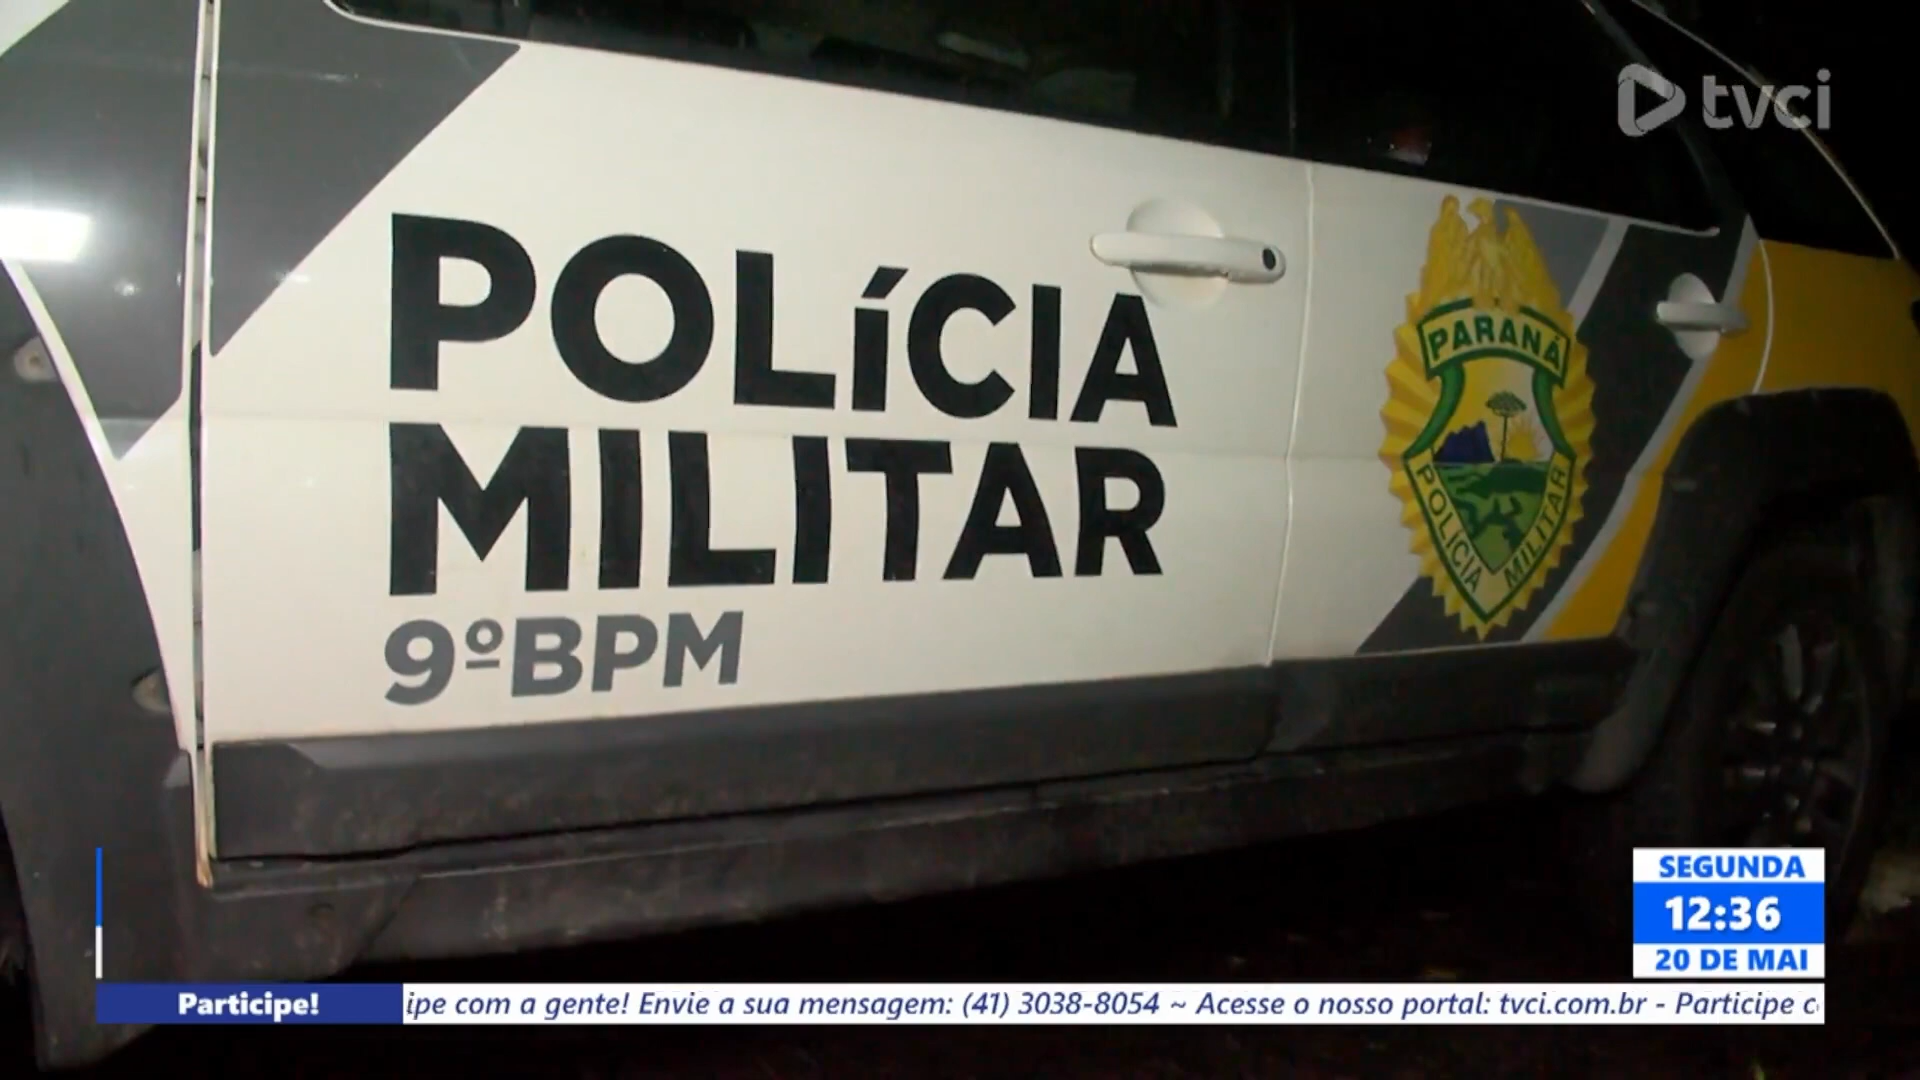 tvci
POLíCIA
MILITAR
9ºBPM
PARANÁ
POLÍCIA MILITAR
SEGUNDA
12:36
20 DE MAI
Participe!
ipe com a gente! Envie a sua mensagem: (41) 3038-8054 ~ Acesse o nosso portal: tvci.com.br - Participe c